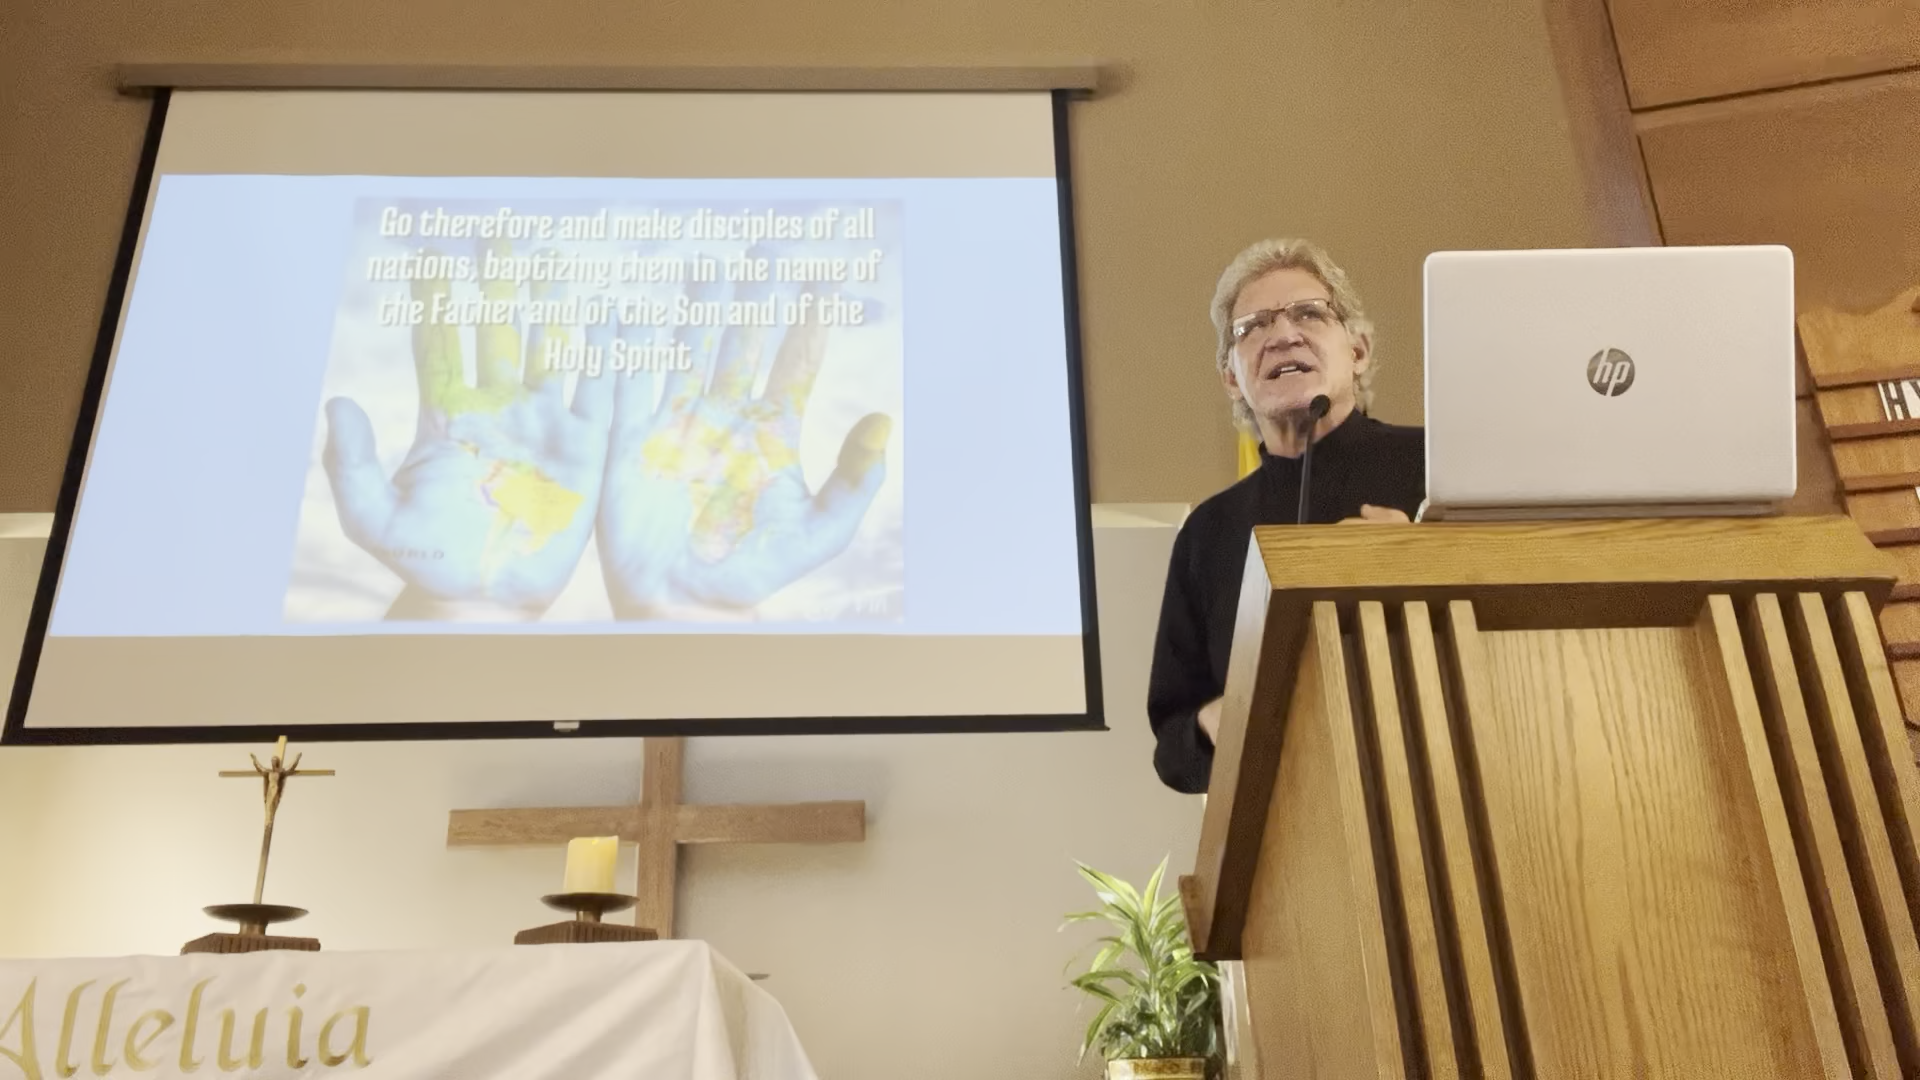 Go therefore and make disciples of all
nations, baptizing them in the name of
the Father and of the Son and of the
Holy Spirit
hp
Alleluia